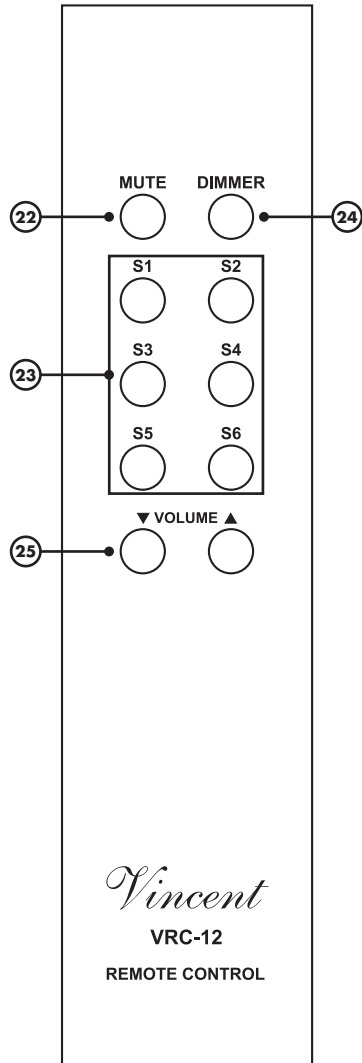 MUTE DIMMER
22 24
S1 S2
S3 S4
23
S5 S6
▼ VOLUME ▲
25
Vincent
VRC-12
REMOTE CONTROL